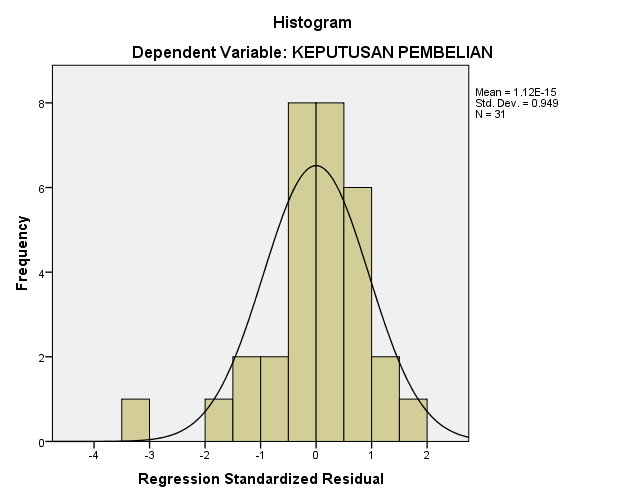 Histogram
Dependent Variable: KEPUTUSAN PEMBELIAN
Mean = 1.12E-15
Std. Dev. = 0.949
N = 31
Frequency
8
6
4
2
0
-4 -3 -2 -1 0 1 2
Regression Standardized Residual